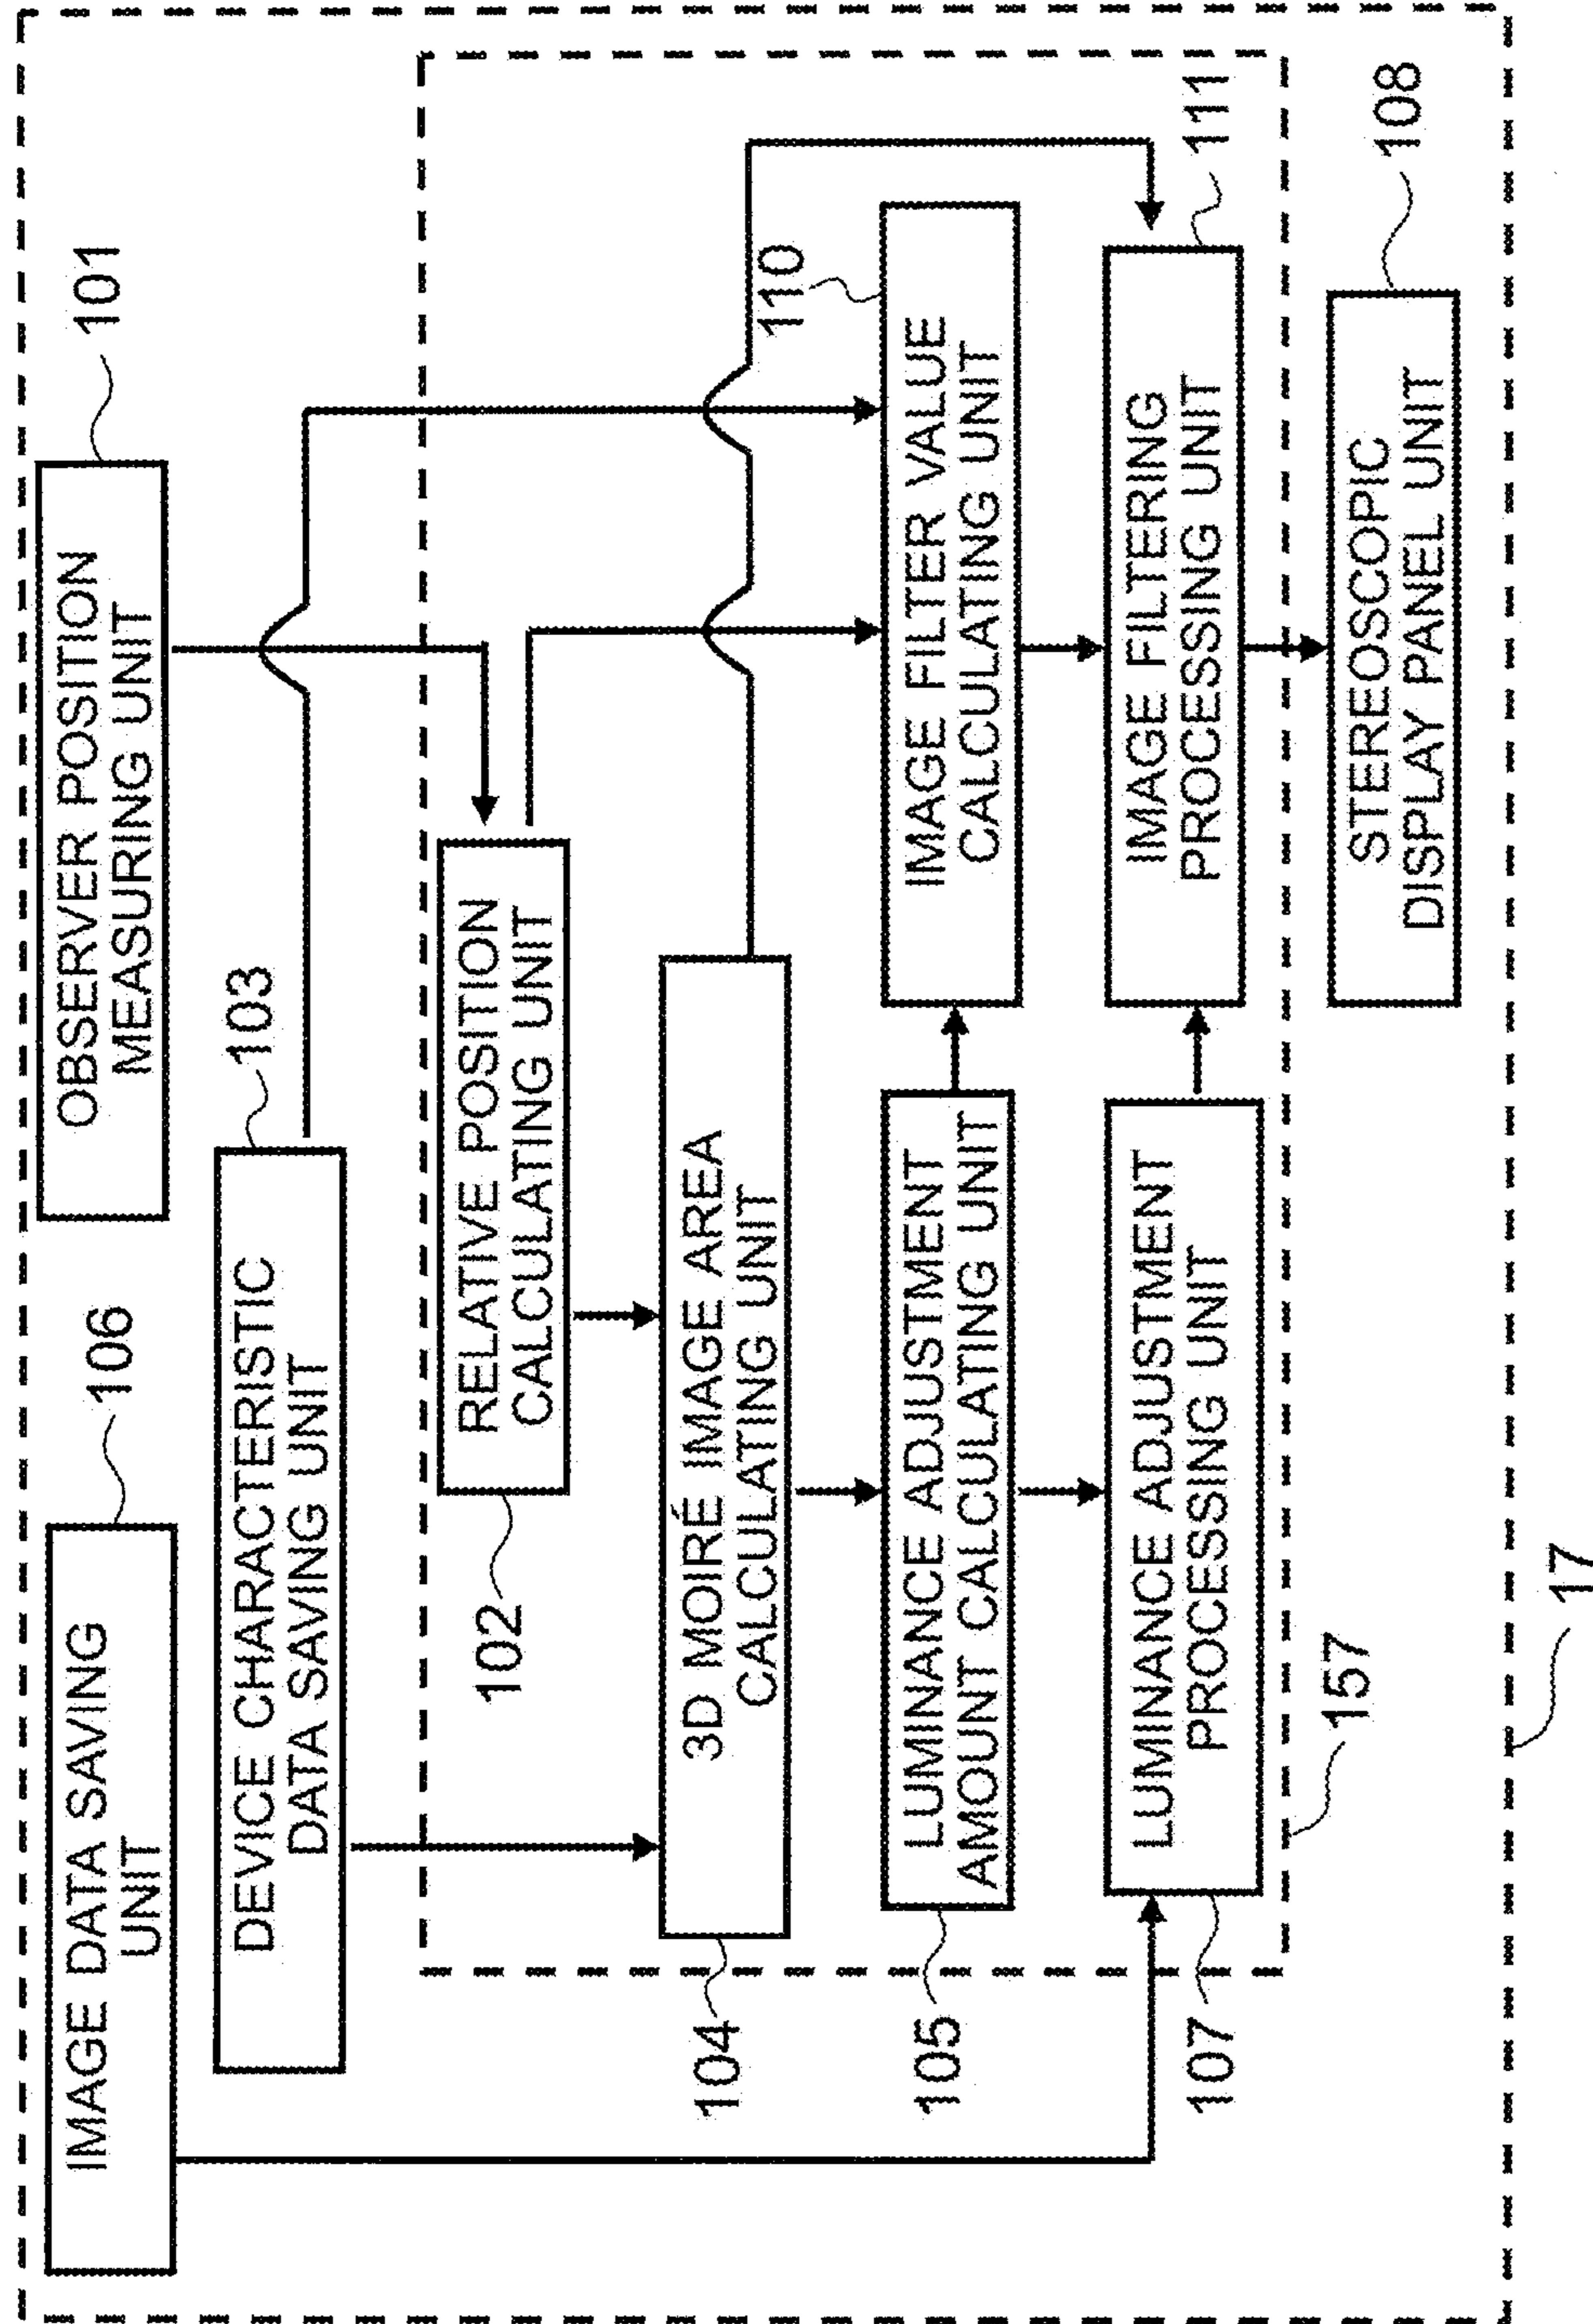 106
IMAGE DATA SAVING
UNIT
101
OBSERVER POSITION
MEASURING UNIT
103
DEVICE CHARACTERISTIC
DATA SAVING UNIT
102
RELATIVE POSITION
CALCULATING UNIT
104
3D MOIRÉ IMAGE AREA
CALCULATING UNIT
110
105
LUMINANCE ADJUSTMENT
AMOUNT CALCULATING UNIT
IMAGE FILTER VALUE
CALCULATING UNIT
107
LUMINANCE ADJUSTMENT
PROCESSING UNIT
IMAGE FILTERING
PROCESSING UNIT
111
157
STEREOSCOPIC
DISPLAY PANEL UNIT
108
17